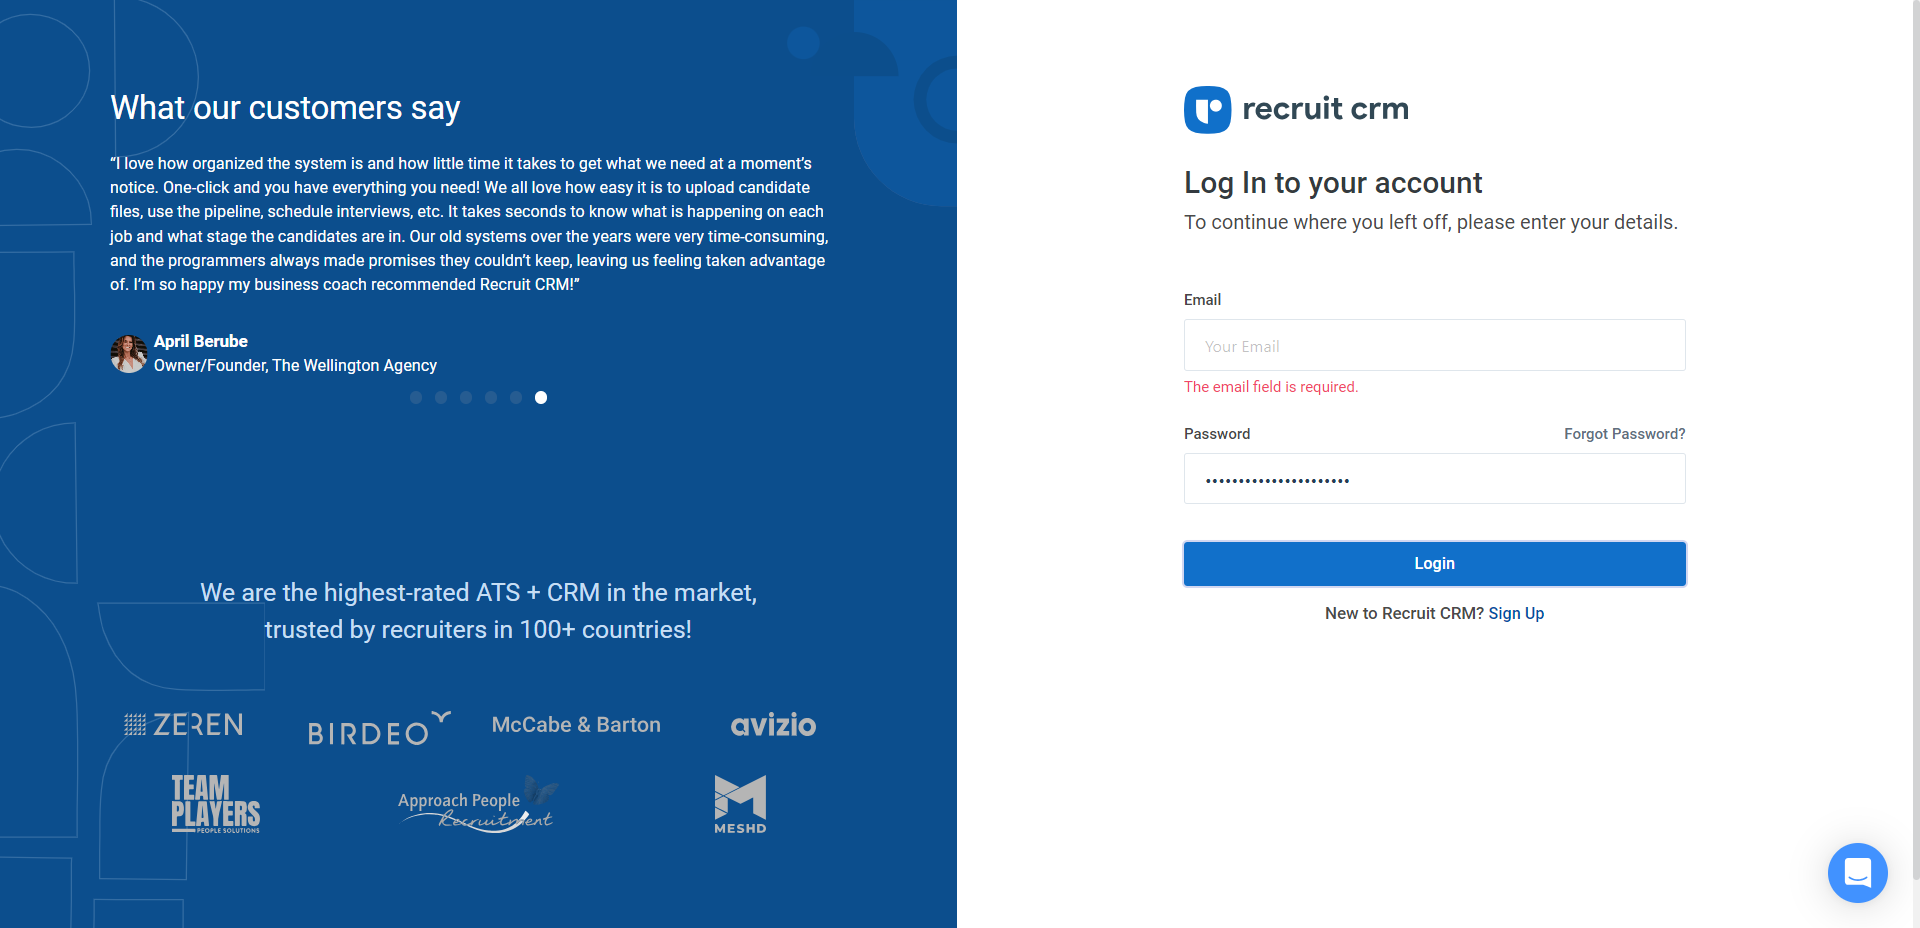 What our customers say
“I love how organized the system is and how little time it takes to get what we need at a moment’s
notice. One-click and you have everything you need! We all love how easy it is to upload candidate
files, use the pipeline, schedule interviews, etc. It takes seconds to know what is happening on each
job and what stage the candidates are in. Our old systems over the years were very time-consuming,
and the programmers always made promises they couldn’t keep, leaving us feeling taken advantage
of. I’m so happy my business coach recommended Recruit CRM!”
April Berube
Owner/Founder, The Wellington Agency
We are the highest-rated ATS + CRM in the market,
trusted by recruiters in 100+ countries!
ZEREN
BIRDEO
McCabe & Barton
avizio
TEAM
PLAYERS
PEOPLE SOLUTIONS
Approach People
Recruitment
MESHD
recruit crm
Log In to your account
To continue where you left off, please enter your details.
Email
Your Email
The email field is required.
Password
Forgot Password?
Login
New to Recruit CRM? Sign Up